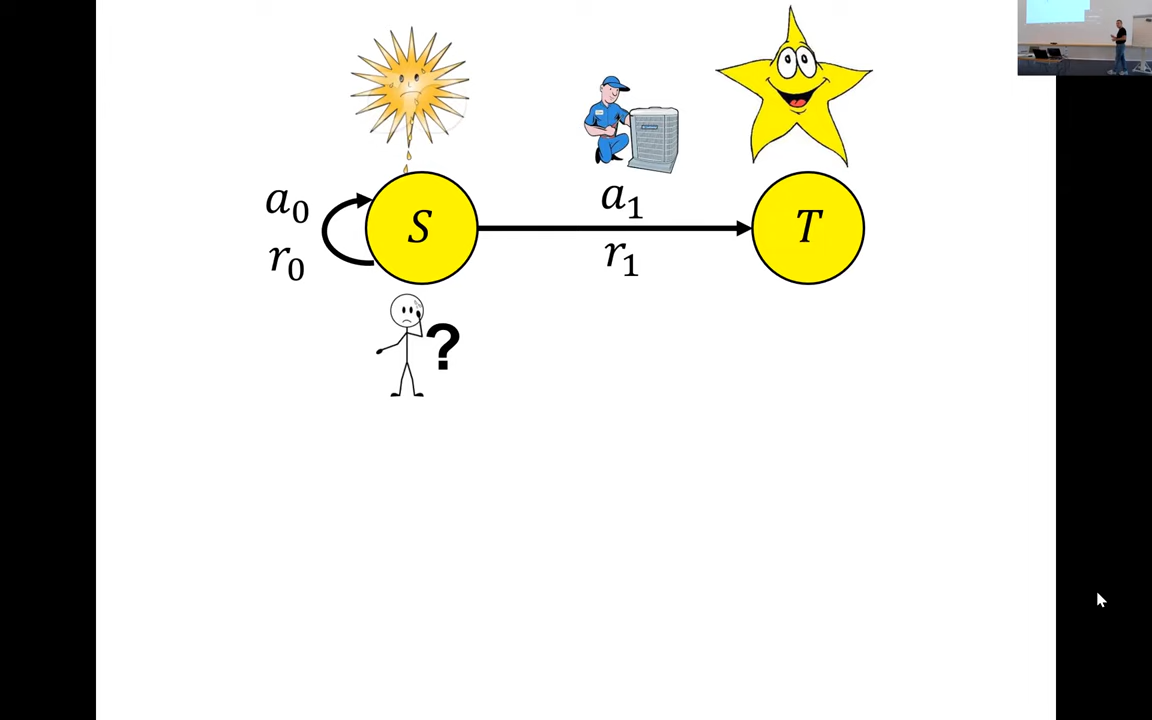 a₀
r₀
S
a₁
r₁
T
?